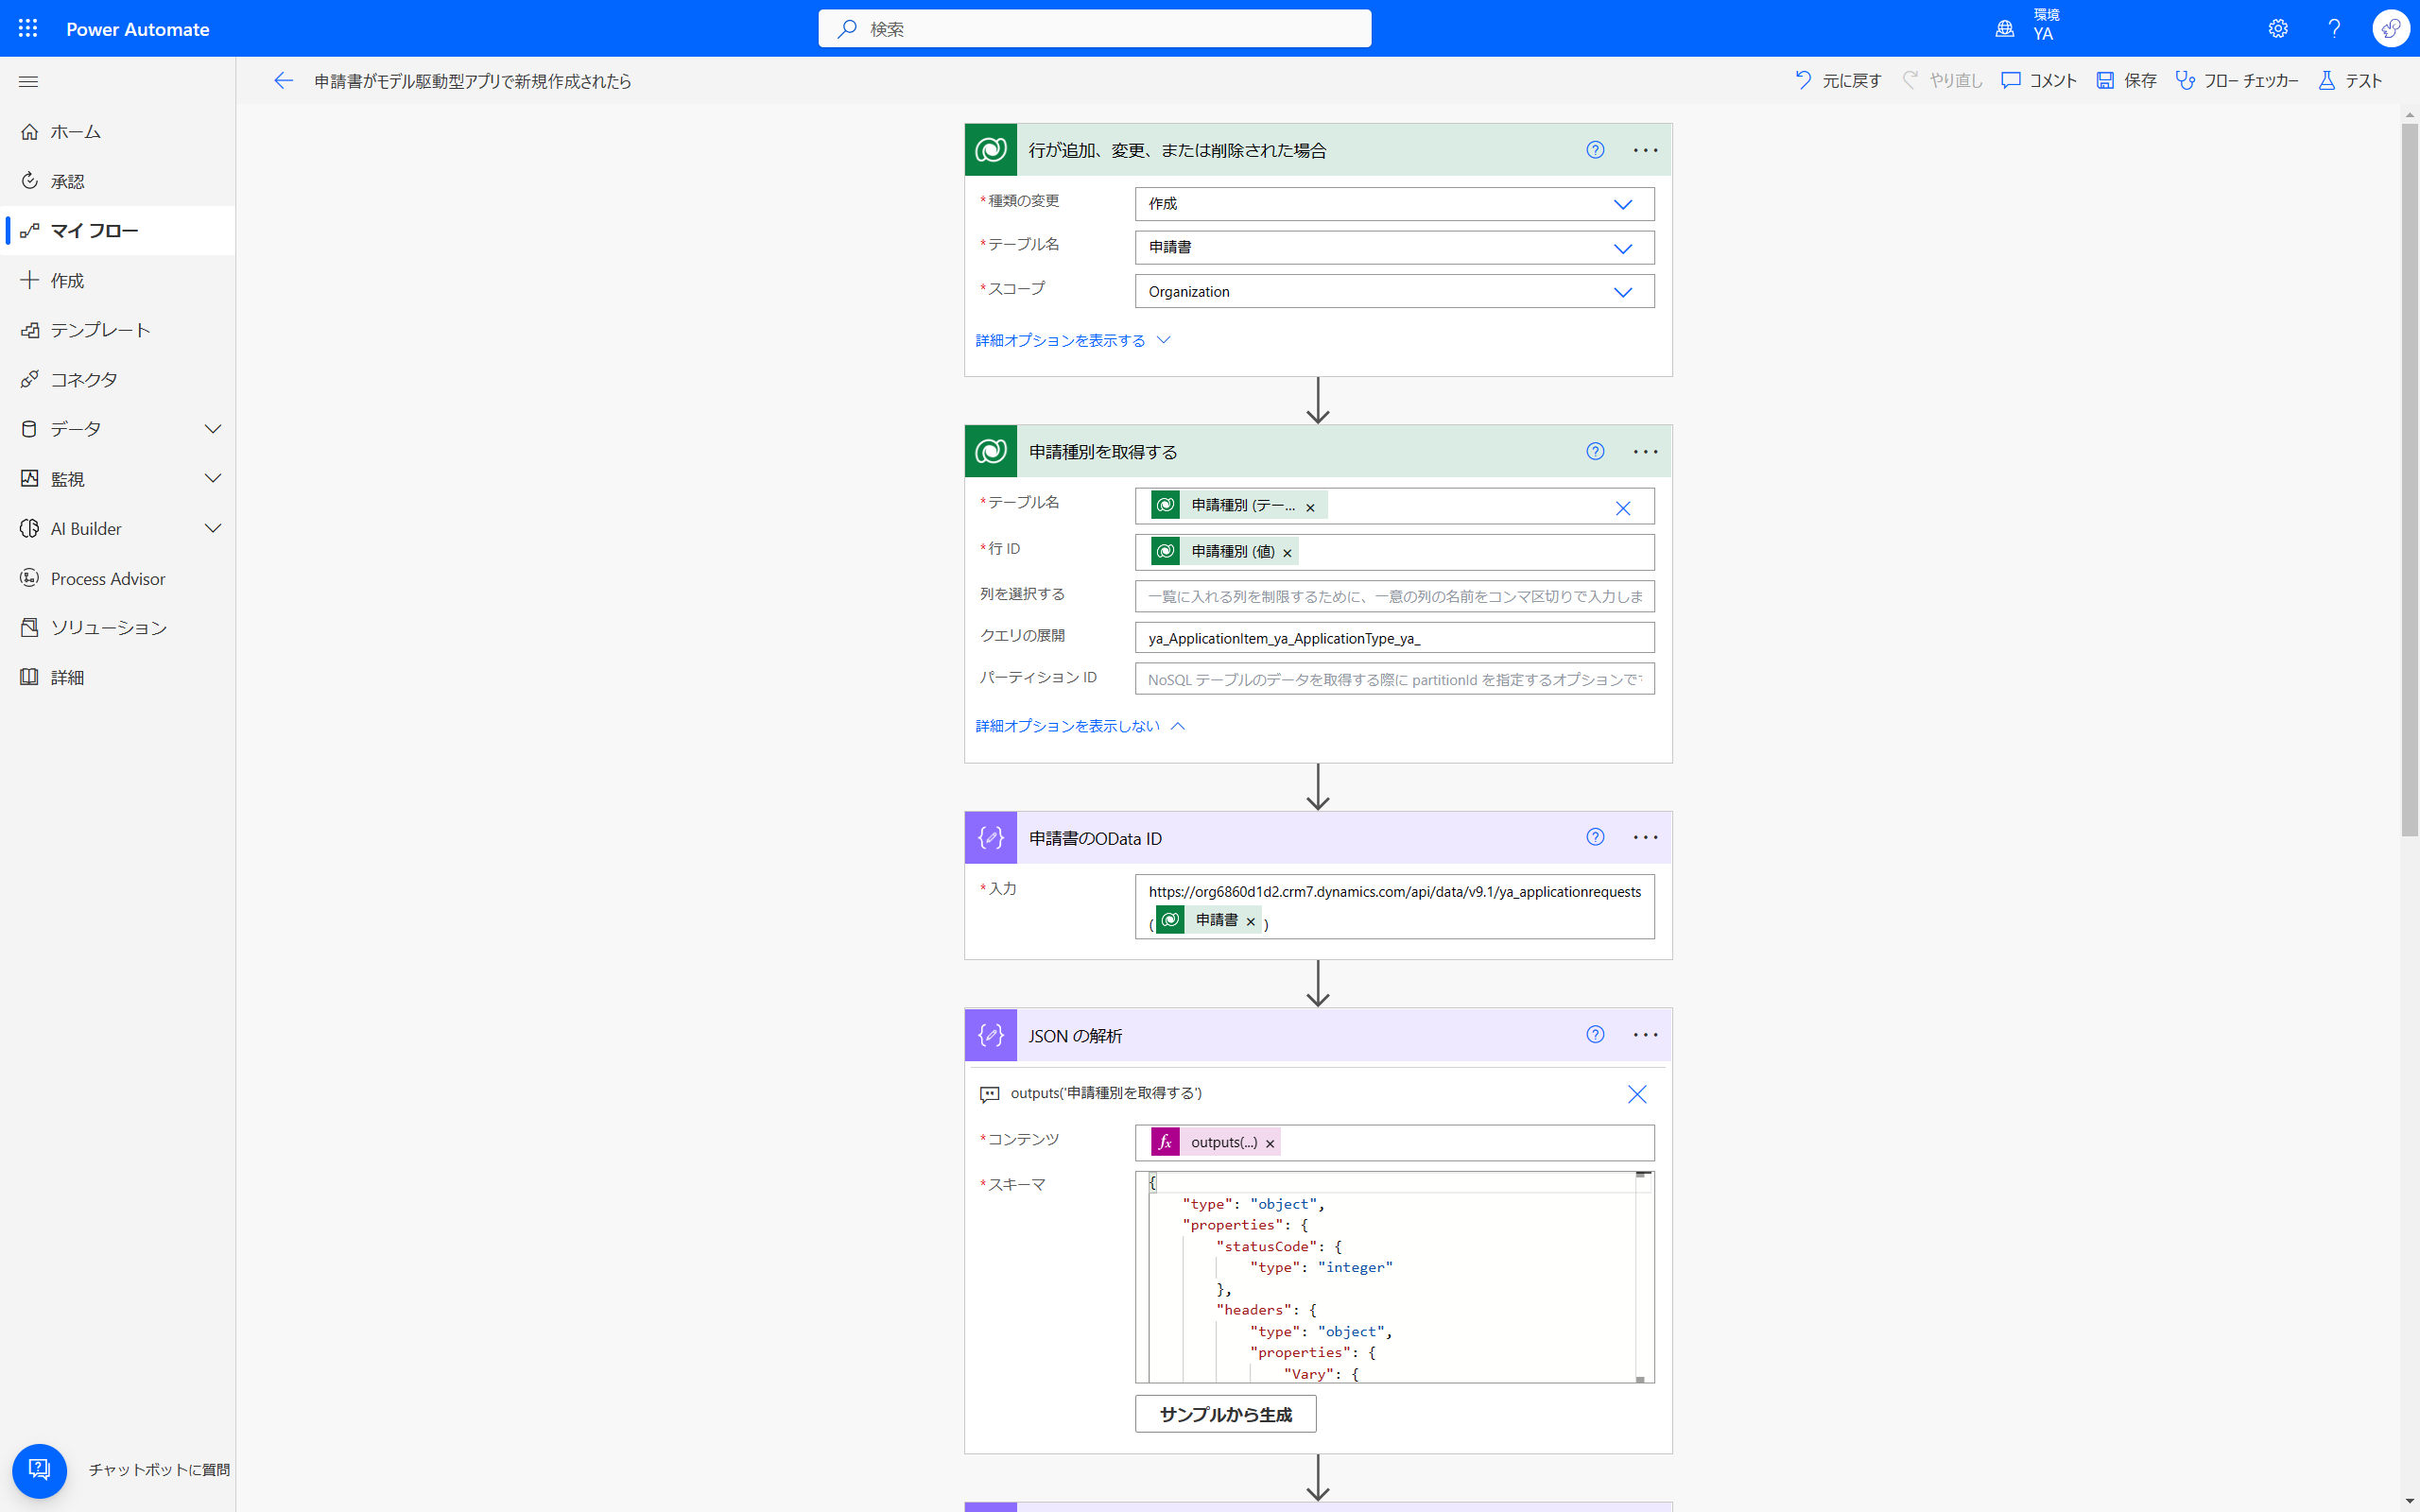 Power Automate
検索
環境
YA
申請書がモデル駆動型アプリで新規作成されたら
元に戻す
やり直し
コメント
保存
フロー チェッカー
テスト
ホーム
承認
マイ フロー
作成
テンプレート
コネクタ
データ
監視
AI Builder
Process Advisor
ソリューション
詳細
チャットボットに質問
行が追加、変更、または削除された場合
*種類の変更
作成
*テーブル名
申請書
*スコープ
Organization
詳細オプションを表示する
申請種別を取得する
*テーブル名
申請種別 (テー... ×
*行 ID
申請種別 (値) ×
列を選択する
一覧に入れる列を制限するために、一意の列の名前をコンマ区切りで入力しま
クエリの展開
ya_ApplicationItem_ya_ApplicationType_ya_
パーティション ID
NoSQL テーブルのデータを取得する際に partitionId を指定するオプションで
詳細オプションを表示しない
申請書のOData ID
*入力
https://org6860d1d2.crm7.dynamics.com/api/data/v9.1/ya_applicationrequests
( 申請書 × )
JSON の解析
outputs('申請種別を取得する')
*コンテンツ
fx outputs(...) ×
*スキーマ
{
"type": "object",
"properties": {
"statusCode": {
"type": "integer"
},
"headers": {
"type": "object",
"properties": {
"Vary": {
サンプルから生成